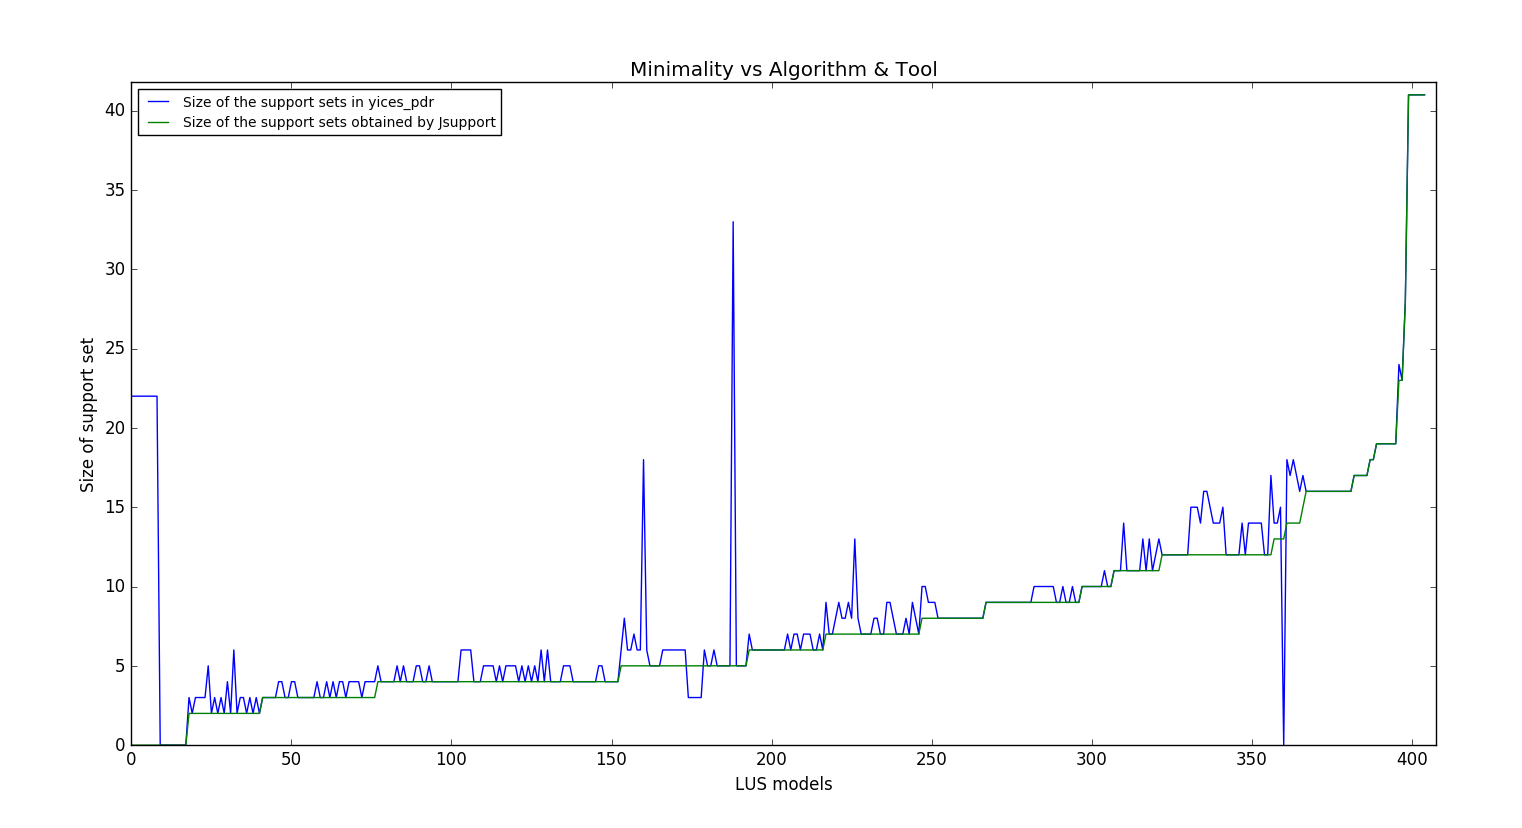 Minimality vs Algorithm & Tool
Size of the support sets in yices_pdr
Size of the support sets obtained by Jsupport
Size of support set
40
35
30
25
20
15
10
5
0
0 50 100 150 200 250 300 350 400
LUS models